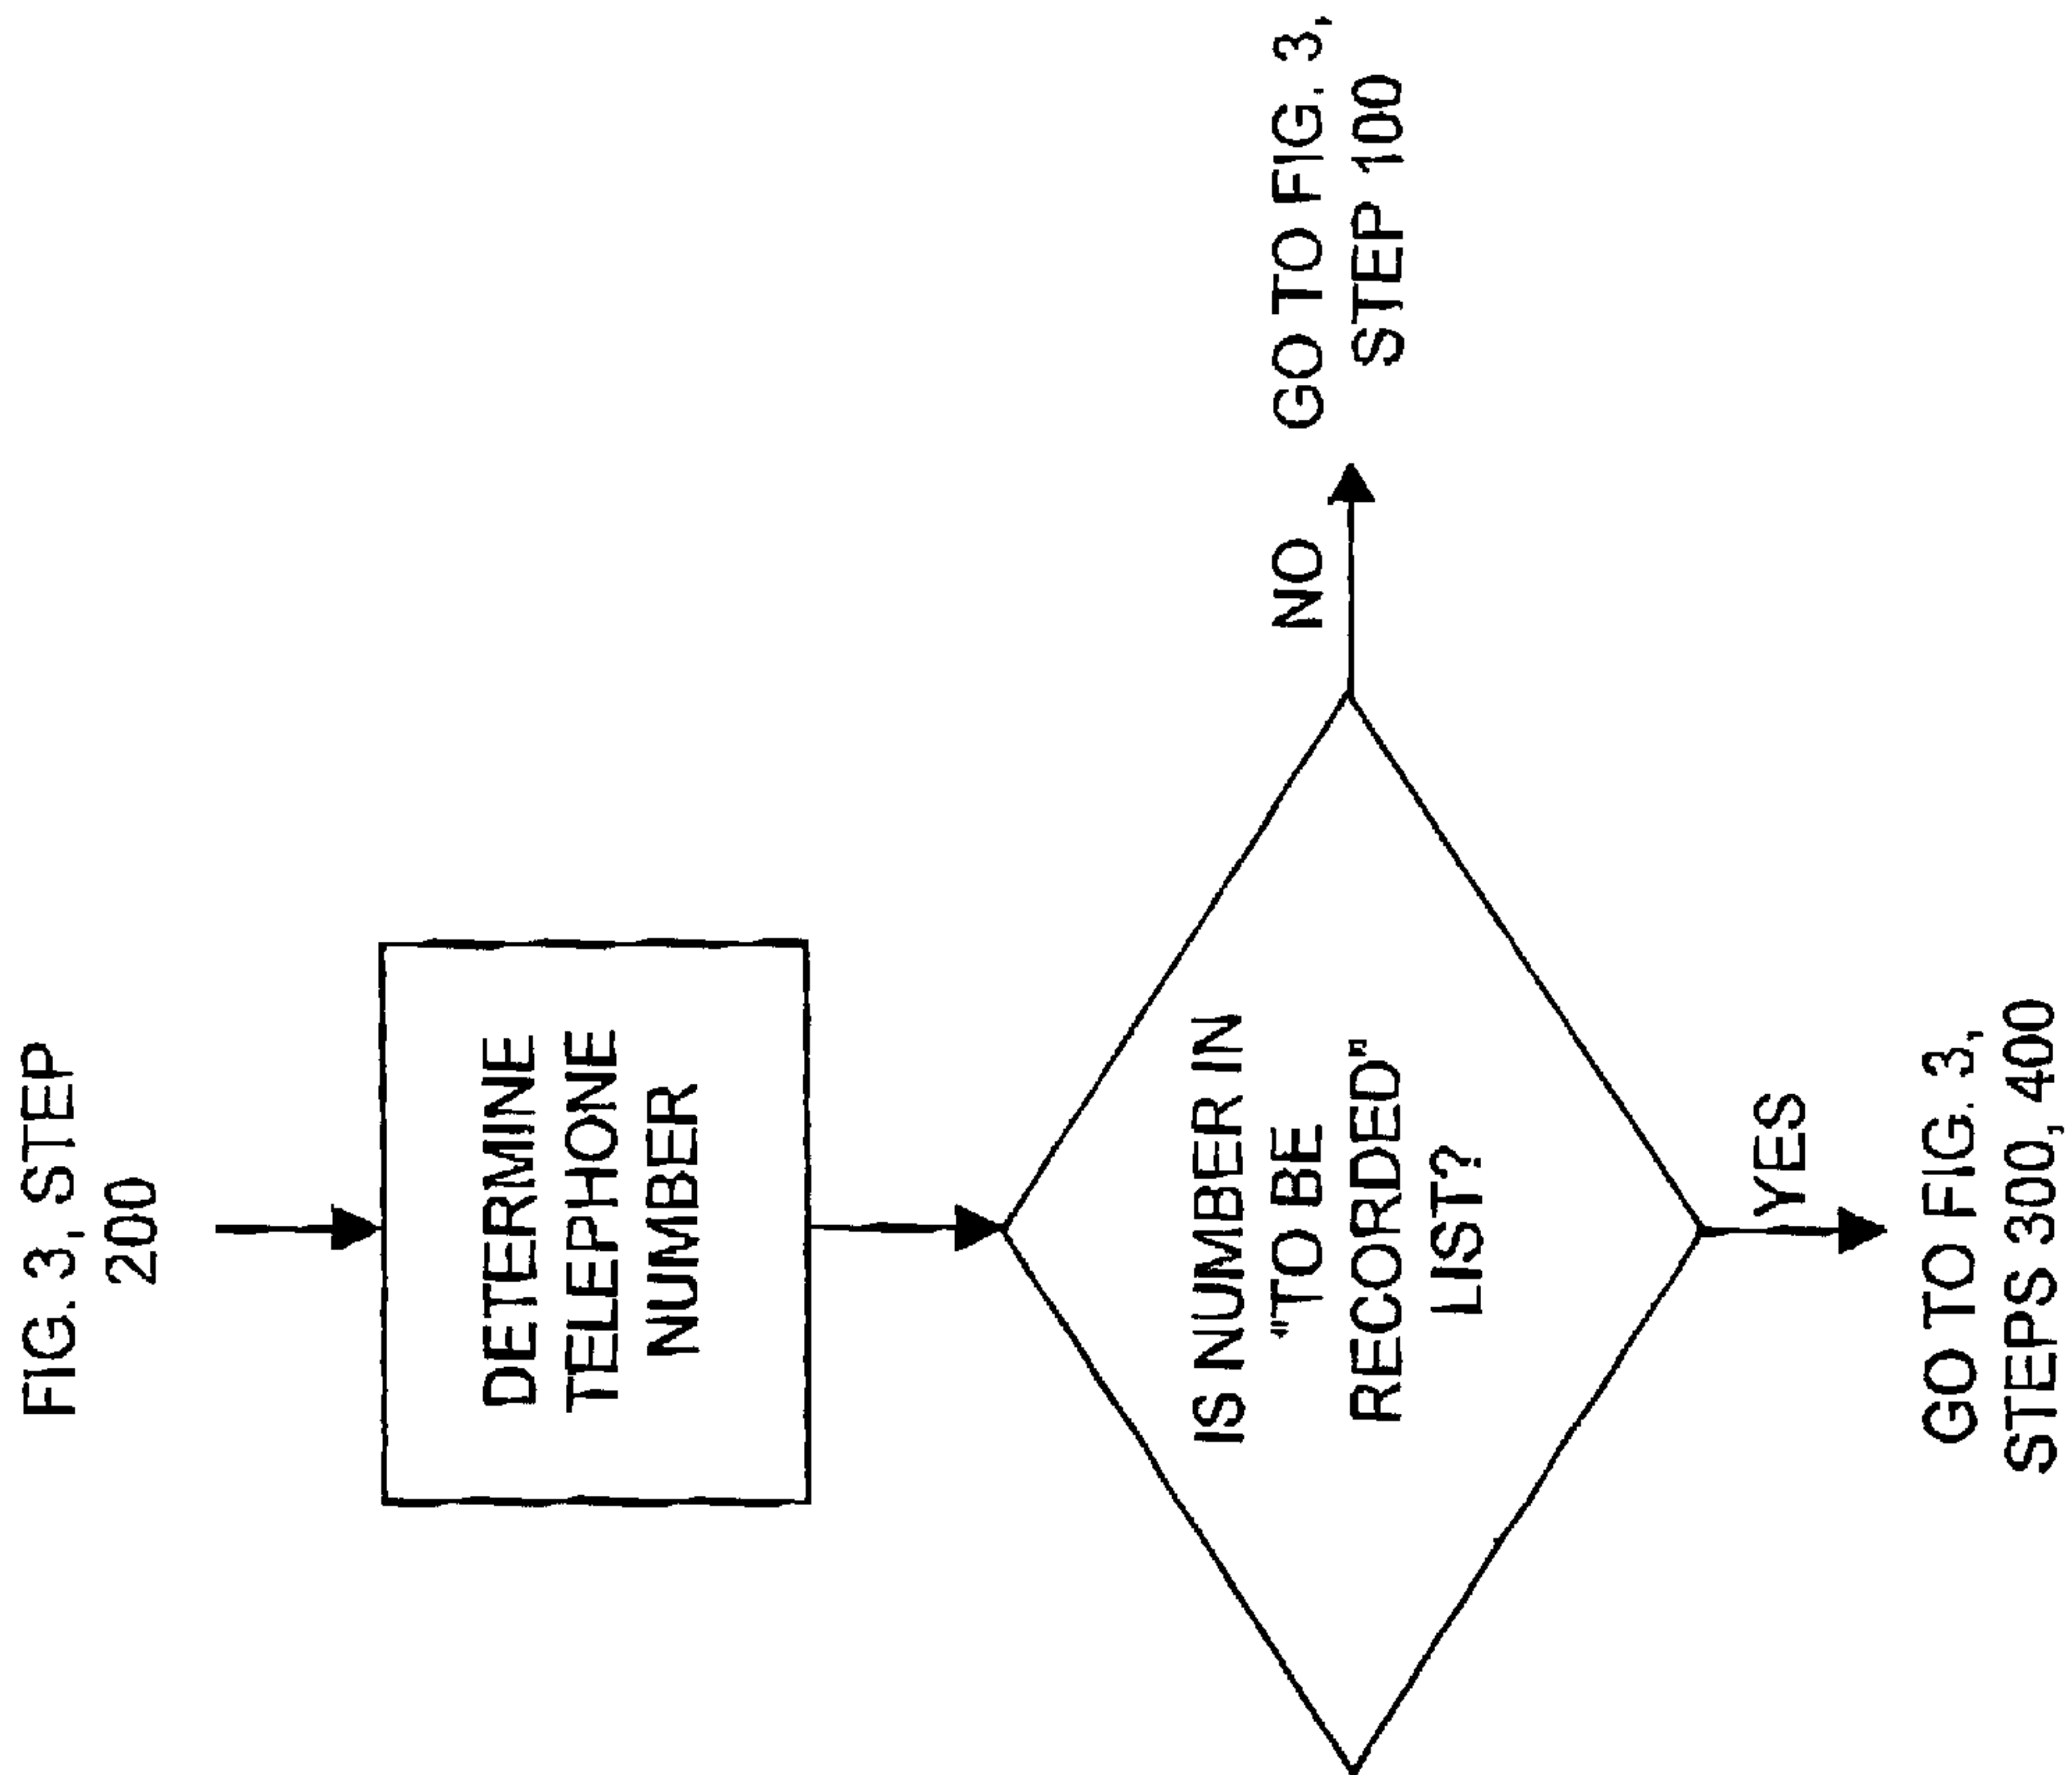 FIG. 3, STEP
200
DETERMINE
TELEPHONE
NUMBER
IS NUMBER IN
"TO BE
RECORDED"
LIST?
NO
GO TO FIG. 3,
STEP 100
YES
GO TO FIG. 3,
STEPS 300, 400